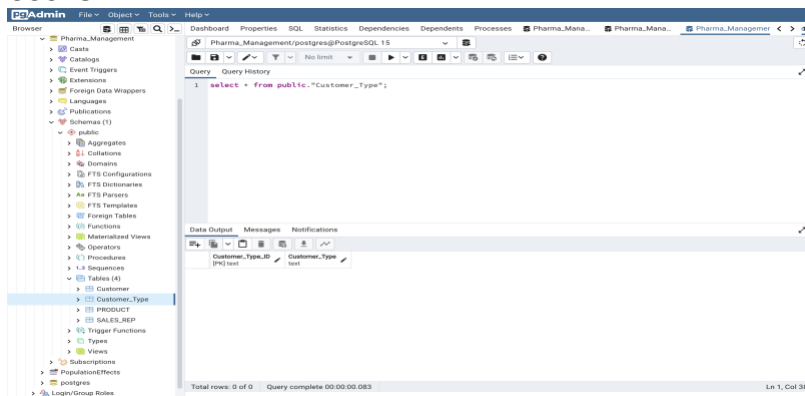 pgAdmin File Object Tools Help
Browser
Dashboard Properties SQL Statistics Dependencies Dependents Processes Pharma_Mana... Pharma_Mana... Pharma_Managemer
Pharma_Management
Casts
Catalogs
Event Triggers
Extensions
Foreign Data Wrappers
Languages
Publications
Schemas (1)
public
Aggregates
Collations
Domains
FTS Configurations
FTS Dictionaries
Aa FTS Parsers
FTS Templates
Foreign Tables
Functions
Materialized Views
Operators
Procedures
1..3 Sequences
Tables (4)
Customer
Customer_Type
PRODUCT
SALES_REP
Trigger Functions
Types
Views
Subscriptions
PopulationEffects
postgres
Login/Group Roles
Pharma_Management/postgres@PostgreSQL 15
No limit
Query Query History
1 select * from public."Customer_Type";
Data Output Messages Notifications
Customer_Type_ID Customer_Type
[PK] text text
Total rows: 0 of 0 Query complete 00:00:00.083
Ln 1, Col 38